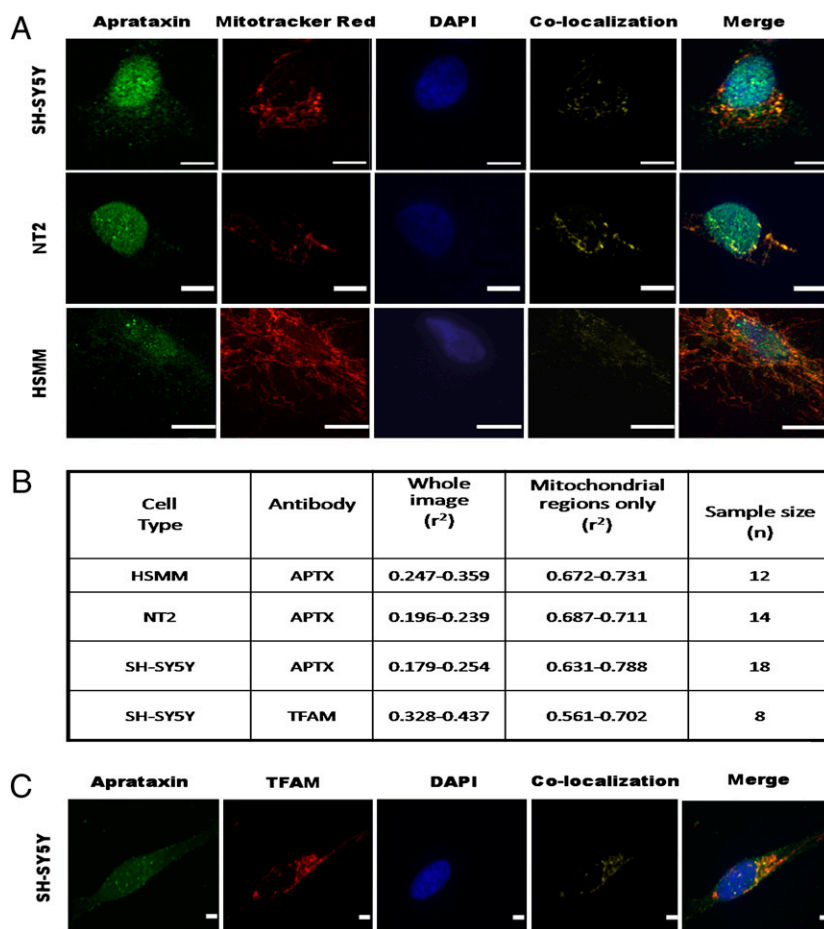 A
Aprataxin Mitotracker Red DAPI Co-localization Merge
SH-SY5Y
NT2
HSMM
B
Cell Type Antibody Whole image (r²) Mitochondrial regions only (r²) Sample size (n)
HSMM APTX 0.247-0.359 0.672-0.731 12
NT2 APTX 0.196-0.239 0.687-0.711 14
SH-SY5Y APTX 0.179-0.254 0.631-0.788 18
SH-SY5Y TFAM 0.328-0.437 0.561-0.702 8
C
Aprataxin TFAM DAPI Co-localization Merge
SH-SY5Y